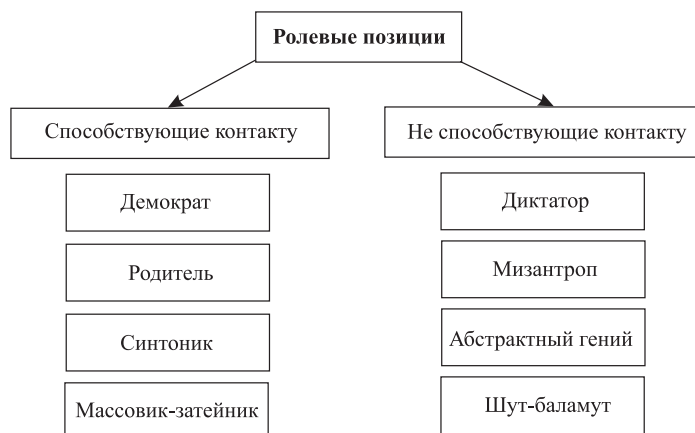 Ролевые позиции
Способствующие контакту
Не способствующие контакту
Демократ
Диктатор
Родитель
Мизантроп
Синтоник
Абстрактный гений
Массовик-затейник
Шут-баламут